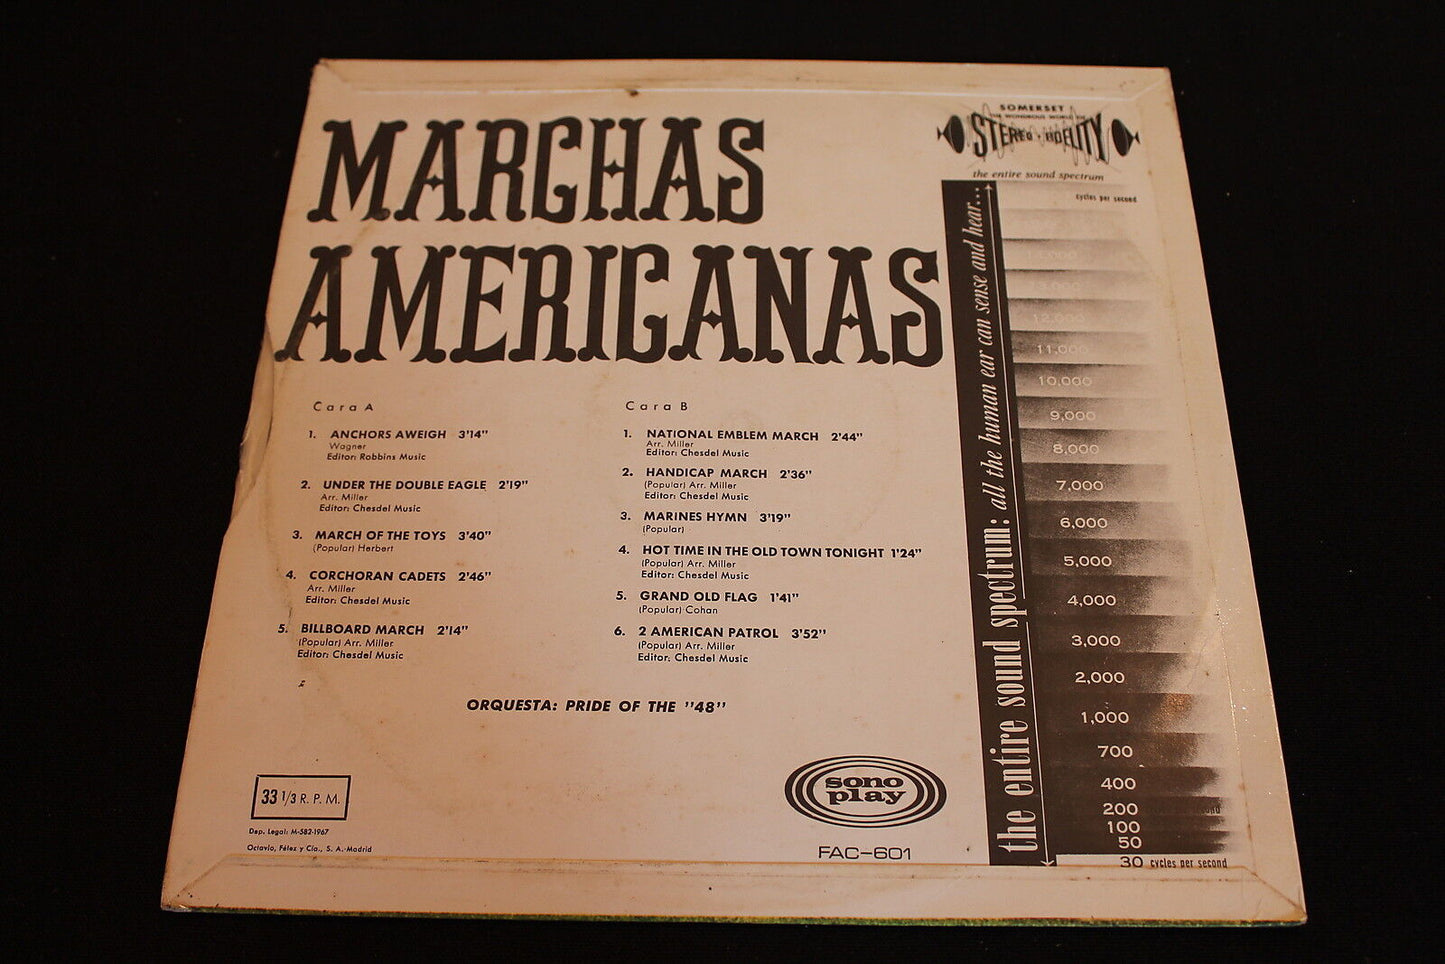 MARCHAS
AMERICANAS
Cara A
1. ANCHORS AWEIGH 3'14"
Wagner
Editor: Robbins Music
2. UNDER THE DOUBLE EAGLE 2'19"
Arr. Miller
Editor: Chesdel Music
3. MARCH OF THE TOYS 3'40"
(Popular) Herbert
4. CORCHORAN CADETS 2'46"
Arr. Miller
Editor: Chesdel Music
5. BILLBOARD MARCH 2'14"
(Popular) Arr. Miller
Editor: Chesdel Music
Cara B
1. NATIONAL EMBLEM MARCH 2'44"
Arr. Miller
Editor: Chesdel Music
2. HANDICAP MARCH 2'36"
(Popular) Arr. Miller
Editor: Chesdel Music
3. MARINES HYMN 3'19"
(Popular)
4. HOT TIME IN THE OLD TOWN TONIGHT 1'24"
(Popular) Arr. Miller
Editor: Chesdel Music
5. GRAND OLD FLAG 1'41"
(Popular) Cohan
6. 2 AMERICAN PATROL 3'52"
(Popular) Arr. Miller
Editor: Chesdel Music
ORQUESTA: PRIDE OF THE "48"
33 1/3 R. P. M.
Dep. Legal: M-582-1967
Octavio, Félez y Cía., S. A.-Madrid
sono
play
FAC-601
SOMERSET
THE WONDROUS WORLD OF
STEREO-FIDELITY
the entire sound spectrum
the entire sound spectrum: all the human ear can sense and hear...
cycles per second
14,000
13,000
12,000
11,000
10,000
9,000
8,000
7,000
6,000
5,000
4,000
3,000
2,000
1,000
700
400
200
100
50
30 cycles per second